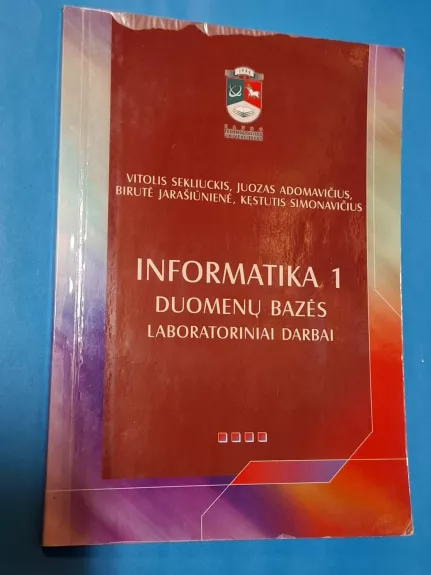 VITOLIS SEKLIUCKIS, JUOZAS ADOMAVIČIUS,
BIRUTĖ JARAŠIŪNIENĖ, KĘSTUTIS SIMONAVIČIUS
INFORMATIKA 1
DUOMENŲ BAZĖS
LABORATORINIAI DARBAI